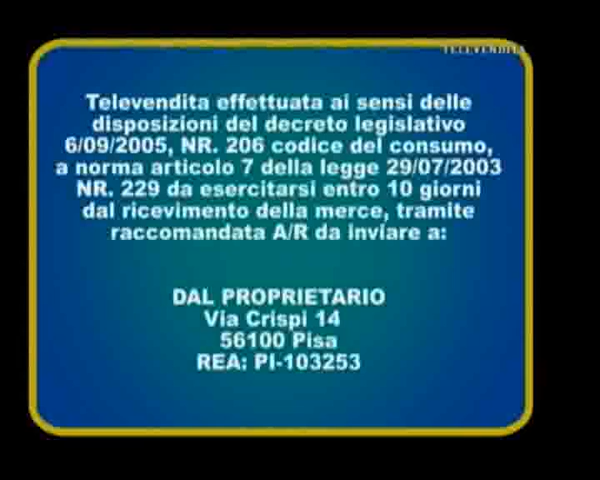 TELEVENDITA
Televendita effettuata ai sensi delle
disposizioni del decreto legislativo
6/09/2005, NR. 206 codice del consumo,
a norma articolo 7 della legge 29/07/2003
NR. 229 da esercitarsi entro 10 giorni
dal ricevimento della merce, tramite
raccomandata A/R da inviare a:
DAL PROPRIETARIO
Via Crispi 14
56100 Pisa
REA: PI-103253